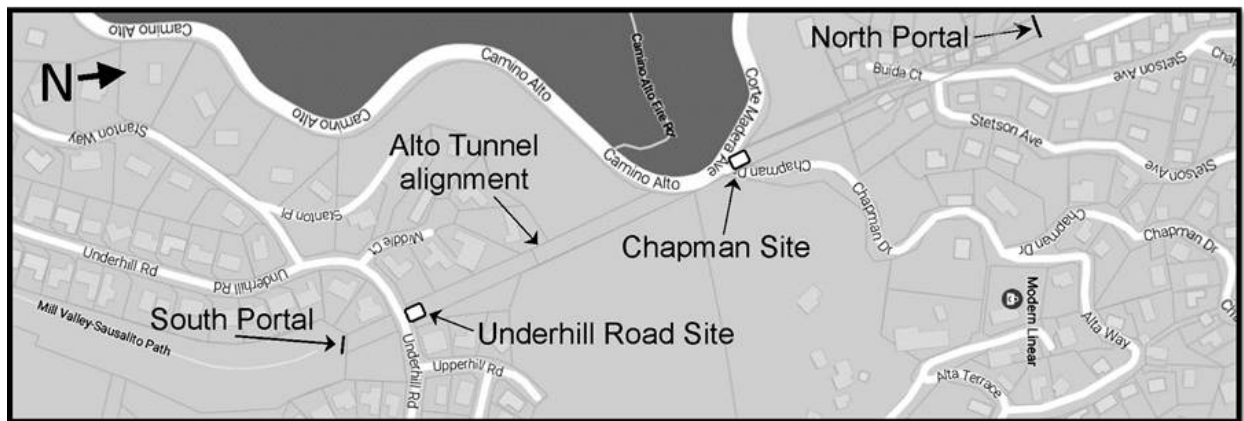 Camino Alto
N
Stanton Way
Camino Alto
Camino Alto
Camino Alto Fire Rd
Corte Madera Ave
North Portal
Buida Ct
Stetson Ave
Stetson Ave
Stetson Ave
Alto Tunnel
alignment
Camino Alto
Chapman Dr
Chapman Site
Stanton Pl
Middle Ct
Underhill Rd
Underhill Rd
Mill Valley-Sausalito Path
South Portal
Underhill Road Site
Underhill Rd
Upperhill Rd
Chapman Dr
Chapman Dr
Chapman Dr
Modern Linear
Alta Way
Alta Terrace